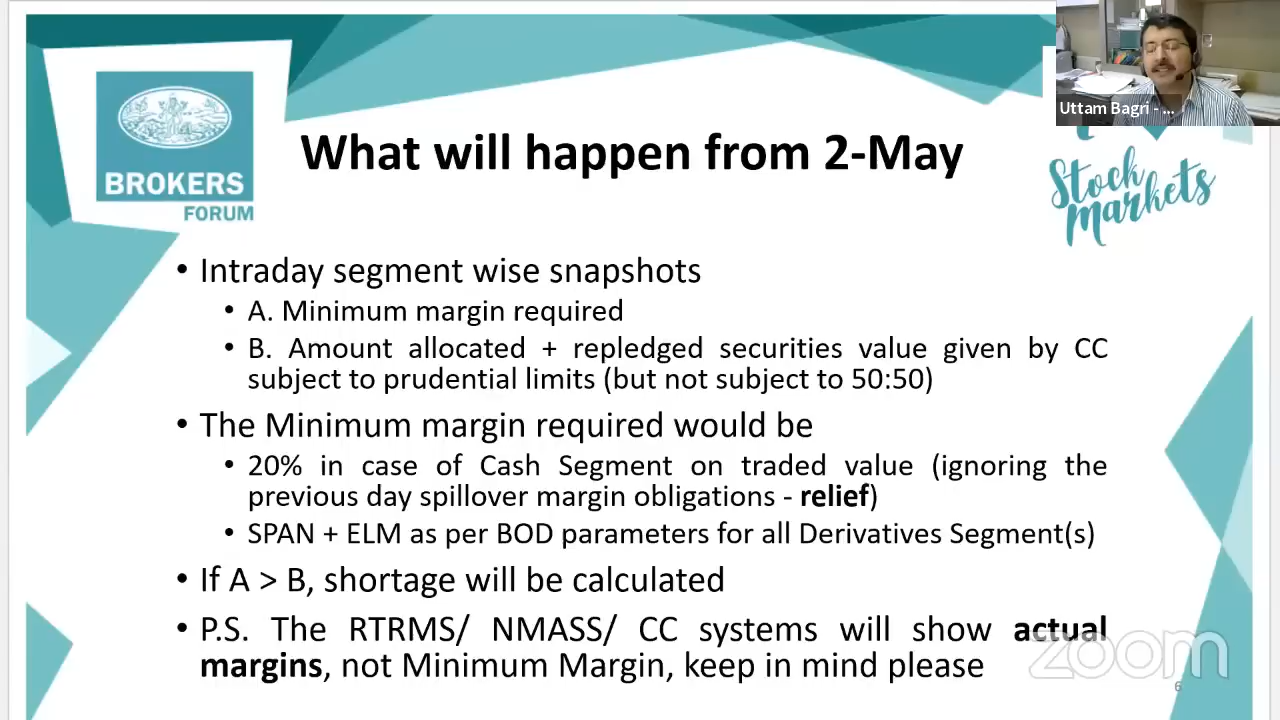 Uttam Bagri - ...
BROKERS
FORUM
What will happen from 2-May
Stock
Markets
• Intraday segment wise snapshots
• A. Minimum margin required
• B. Amount allocated + repledged securities value given by CC
subject to prudential limits (but not subject to 50:50)
• The Minimum margin required would be
• 20% in case of Cash Segment on traded value (ignoring the
previous day spillover margin obligations - relief)
• SPAN + ELM as per BOD parameters for all Derivatives Segment(s)
• If A > B, shortage will be calculated
• P.S. The RTRMS/ NMASS/ CC systems will show actual
margins, not Minimum Margin, keep in mind please
zoom
6